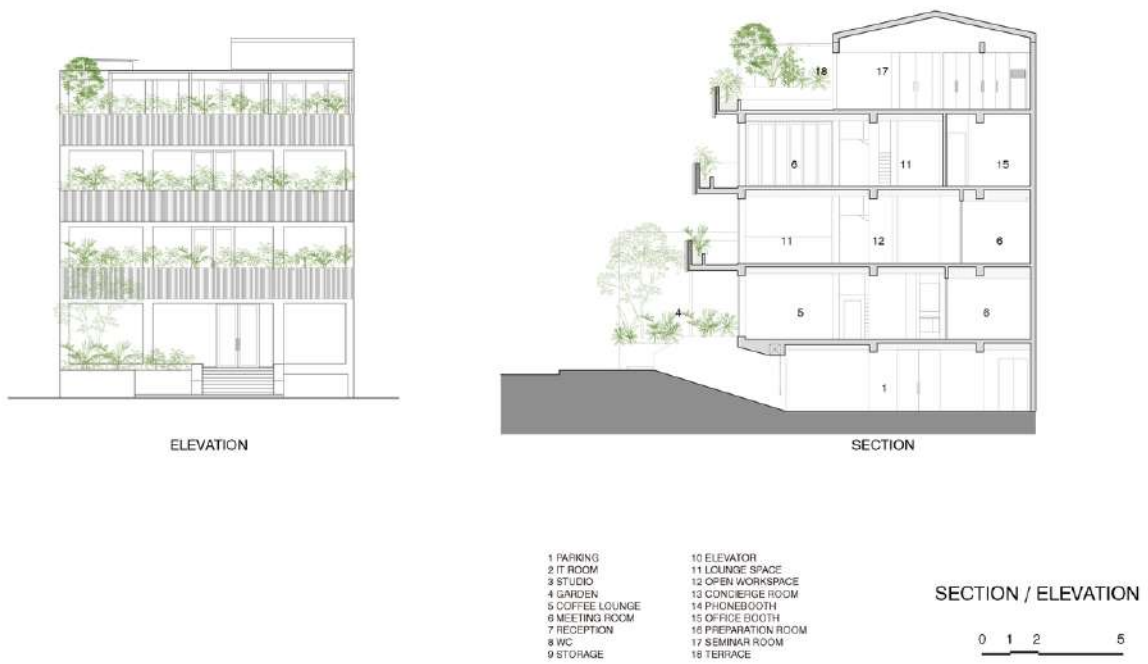 18
17
6
11
15
11
12
6
4
5
6
1
ELEVATION
SECTION
1 PARKING
2 IT ROOM
3 STUDIO
4 GARDEN
5 COFFEE LOUNGE
6 MEETING ROOM
7 RECEPTION
8 WC
9 STORAGE
10 ELEVATOR
11 LOUNGE SPACE
12 OPEN WORKSPACE
13 CONCIERGE ROOM
14 PHONEBOOTH
15 OFFICE BOOTH
16 PREPARATION ROOM
17 SEMINAR ROOM
18 TERRACE
SECTION / ELEVATION
0 1 2 5